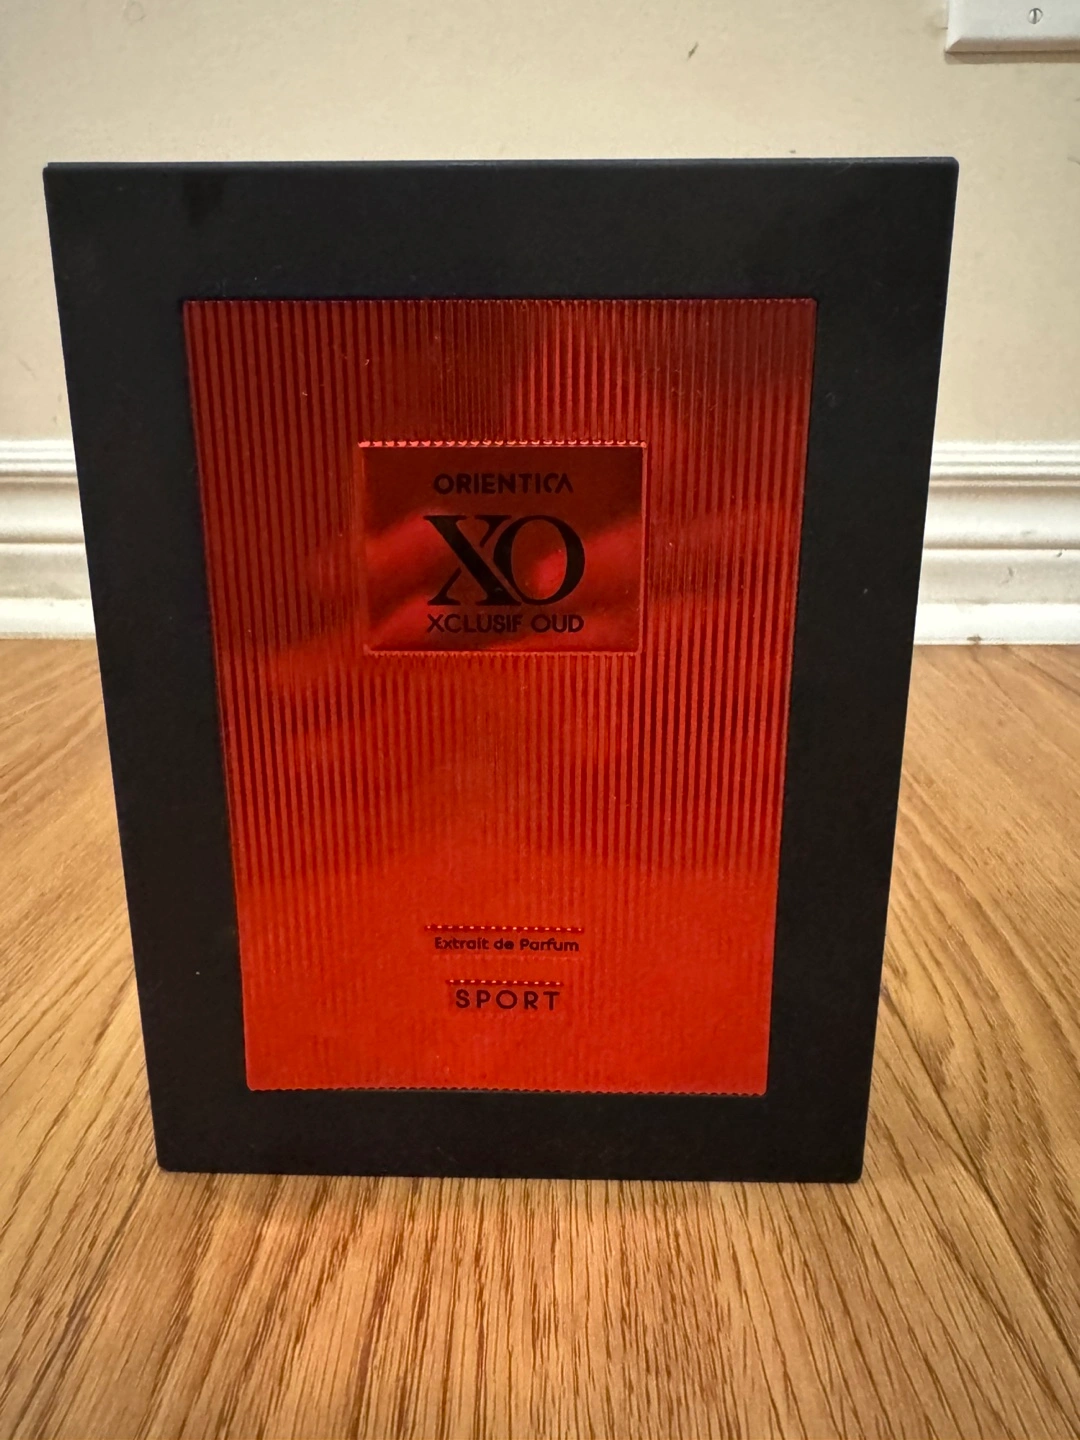 ORIENTICA
XO
XCLUSIF OUD
Extrait de Parfum
SPORT